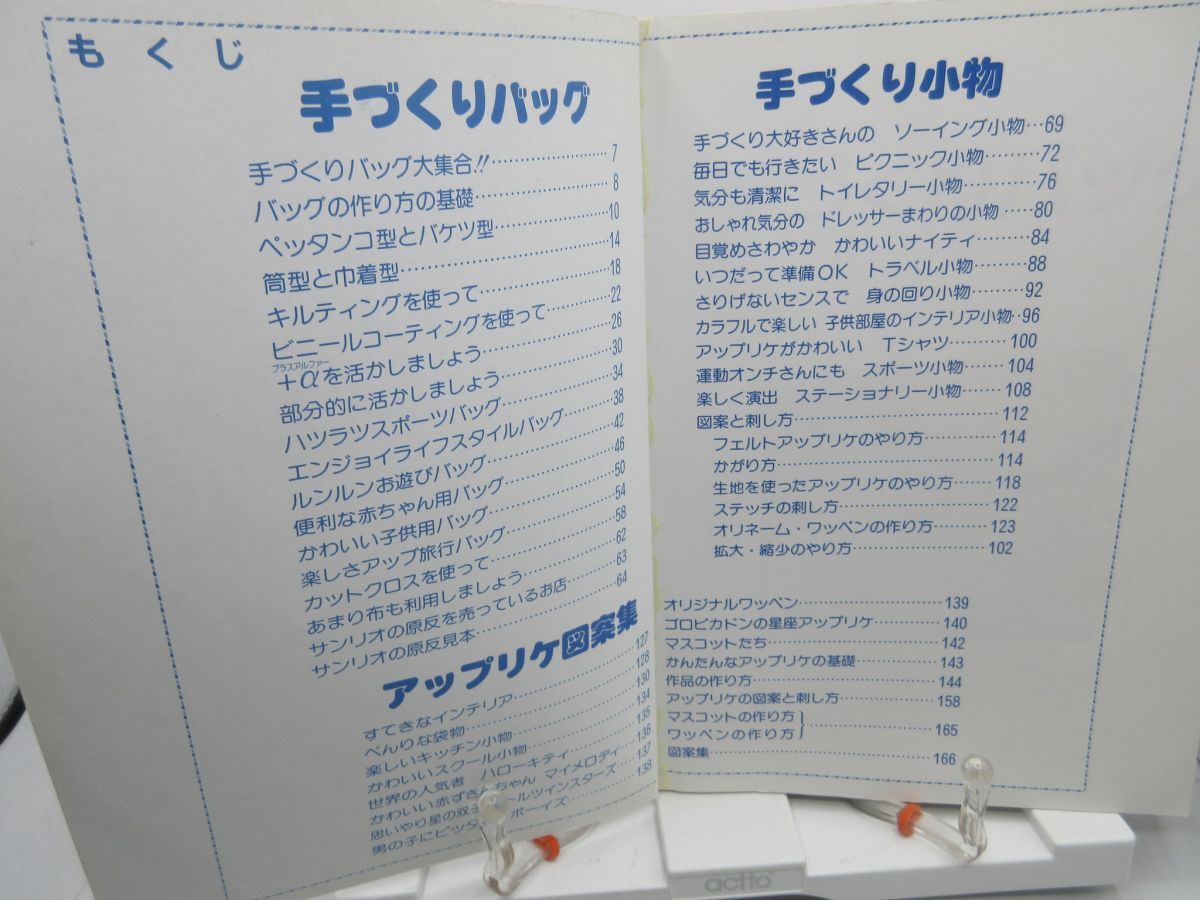 もくじ
手づくりバッグ
手づくりバッグ大集合!!……………………7
バッグの作り方の基礎……………………8
ペッタンコ型とバケツ型……………………10
筒型と巾着型……………………14
キルティングを使って……………………18
ビニールコーティングを使って……………………22
プラスアルファー
+αを活かしましょう……………………26
部分的に活かしましょう……………………30
ハツラツスポーツバッグ……………………34
エンジョイライフスタイルバッグ……………………38
ルンルンお遊びバッグ……………………42
便利な赤ちゃん用バッグ……………………46
かわいい子供用バッグ……………………50
楽しさアップ旅行バッグ……………………54
カットクロスを使って……………………58
あまり布も利用しましょう……………………62
サンリオの原反を売っているお店……………………63
サンリオの原反見本……………………64
アップリケ図案集
すてきなインテリア……………………127
べんりな袋物……………………128
楽しいキッチン小物……………………130
かわいいスクール小物……………………134
世界の人気者 ハローキティ……………………135
かわいい赤ずきんちゃん マイメロディ……136
思いやり星の双子 ールツインスターズ……137
男の子にピッタ ボーイズ……………………138
手づくり小物
手づくり大好きさんの ソーイング小物…69
毎日でも行きたい ピクニック小物………72
気分も清潔に トイレタリー小物…………76
おしゃれ気分の ドレッサーまわりの小物……80
目覚めさわやか かわいいナイティ………84
いつだって準備OK トラベル小物………88
さりげないセンスで 身の回り小物………92
カラフルで楽しい 子供部屋のインテリア小物…96
アップリケがかわいい Tシャツ…………100
運動オンチさんにも スポーツ小物………104
楽しく演出 ステーショナリー小物………108
図案と刺し方……………………112
フェルトアップリケのやり方…………114
かがり方……………………114
生地を使ったアップリケのやり方………118
ステッチの刺し方……………………122
オリネーム・ワッペンの作り方…………123
拡大・縮少のやり方……………………102
オリジナルワッペン……………………139
ゴロピカドンの星座アップリケ…………140
マスコットたち……………………142
かんたんなアップリケの基礎……………143
作品の作り方……………………144
アップリケの図案と刺し方……………158
マスコットの作り方
ワッペンの作り方}……………………165
図案集……………………166
actto